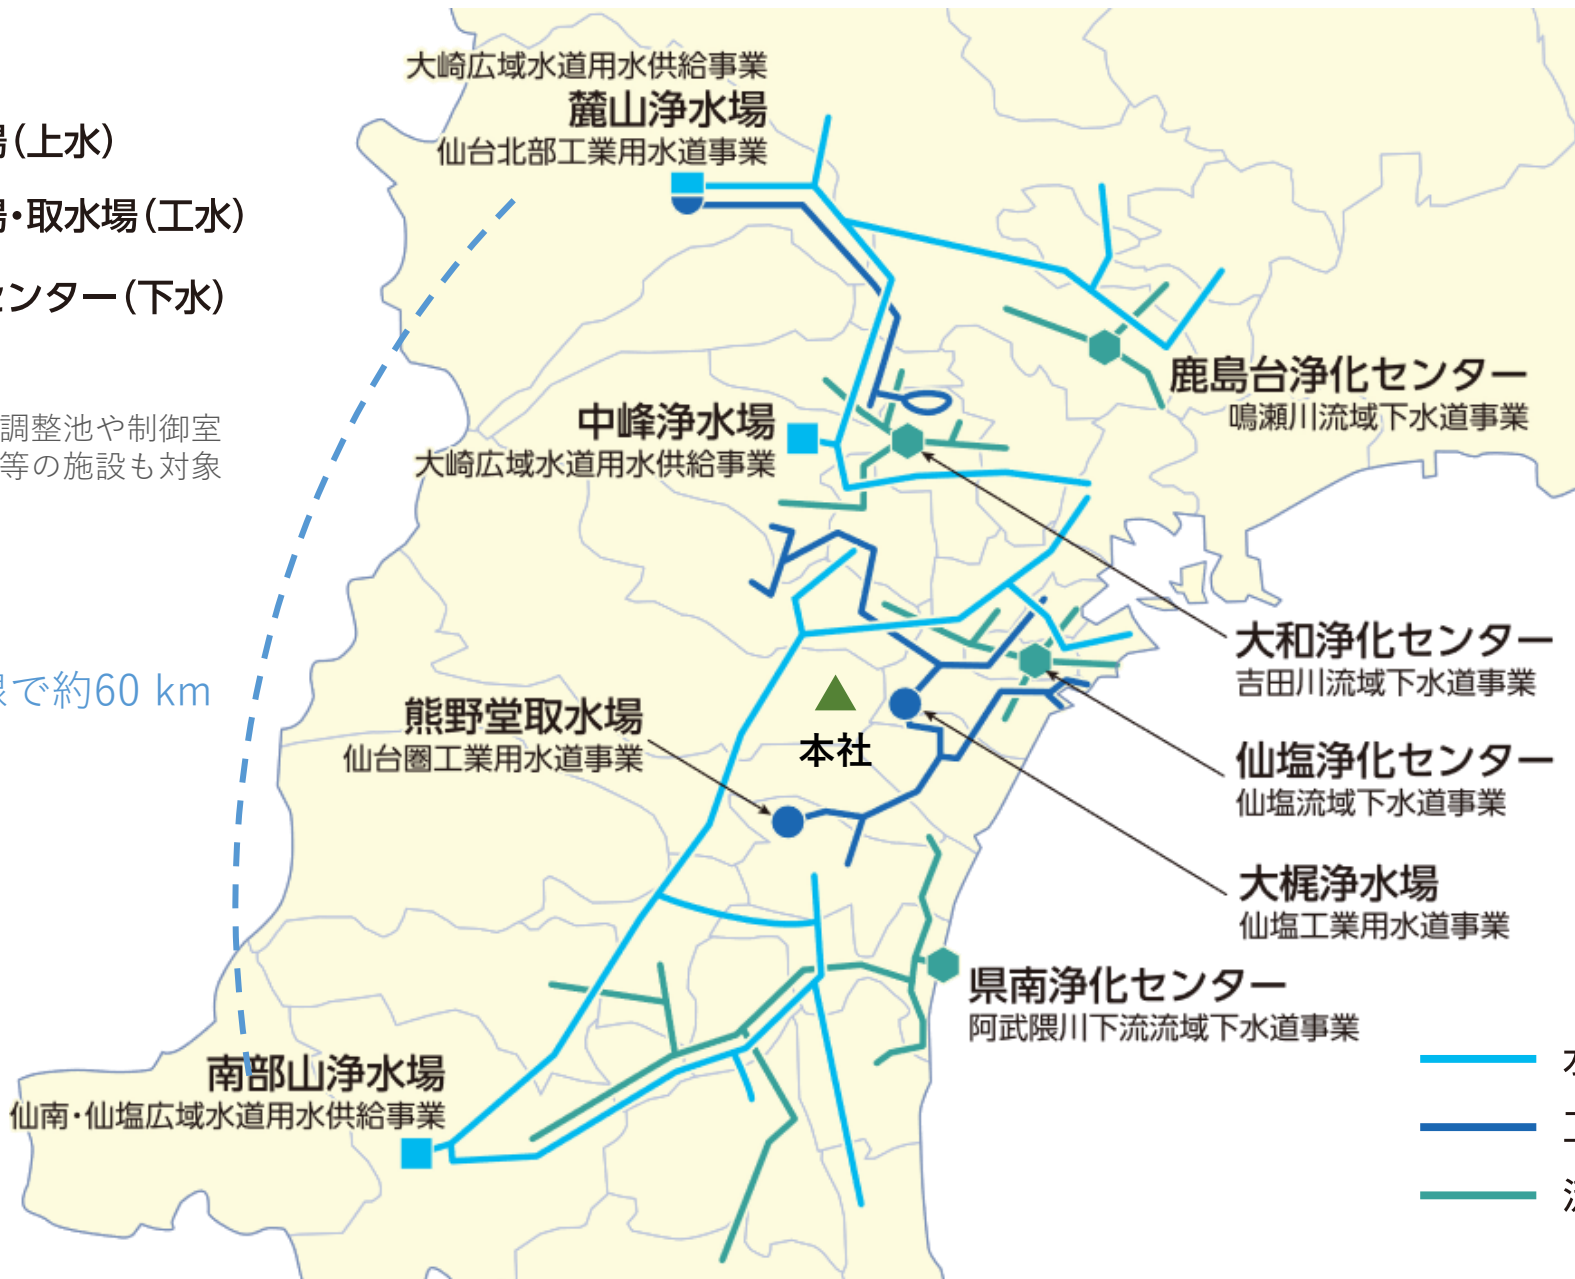 大崎広域水道用水供給事業
麓山浄水場
仙台北部工業用水道事業
場(上水)
場・取水場(工水)
センター(下水)
調整池や制御室
等の施設も対象
線で約60 km
中峰浄水場
大崎広域水道用水供給事業
鹿島台浄化センター
鳴瀬川流域下水道事業
大和浄化センター
吉田川流域下水道事業
熊野堂取水場
仙台圏工業用水道事業
本社
仙塩浄化センター
仙塩流域下水道事業
大梶浄水場
仙塩工業用水道事業
県南浄化センター
阿武隈川下流流域下水道事業
南部山浄水場
仙南・仙塩広域水道用水供給事業